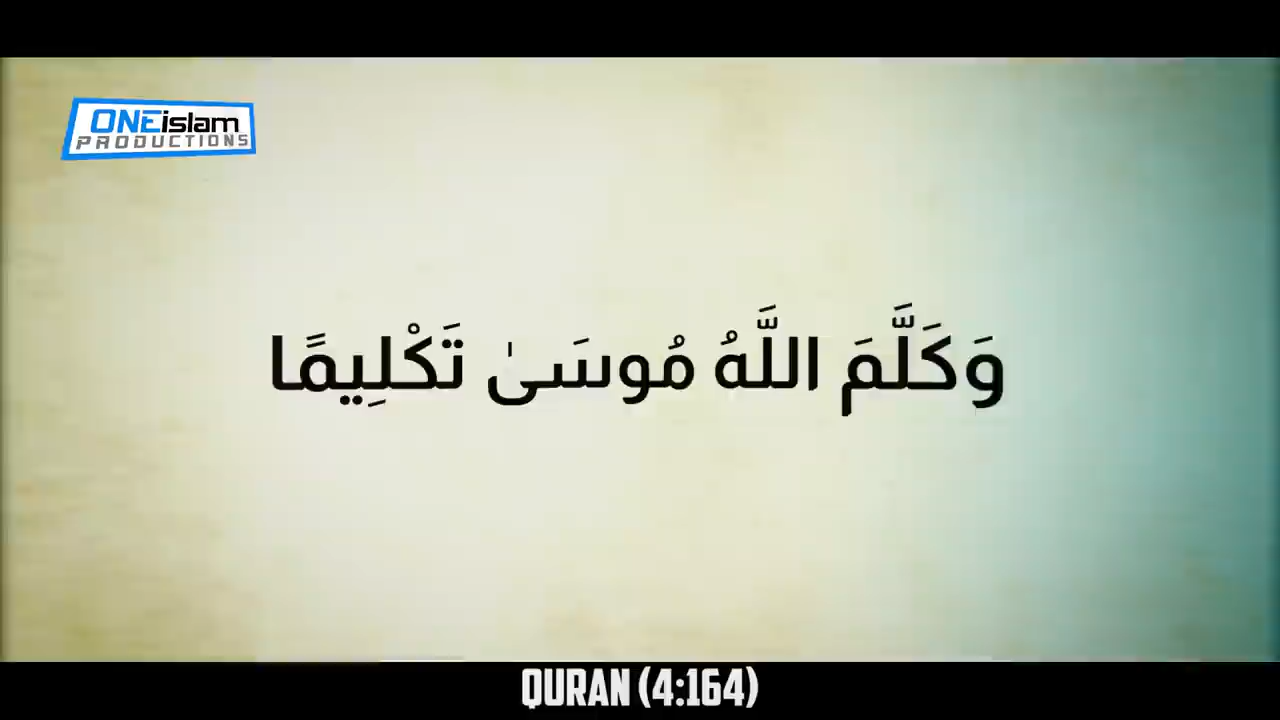 ONEislam
PRODUCTIONS
وَكَلَّمَ اللَّهُ مُوسَىٰ تَكْلِيمًا
QURAN (4:164)